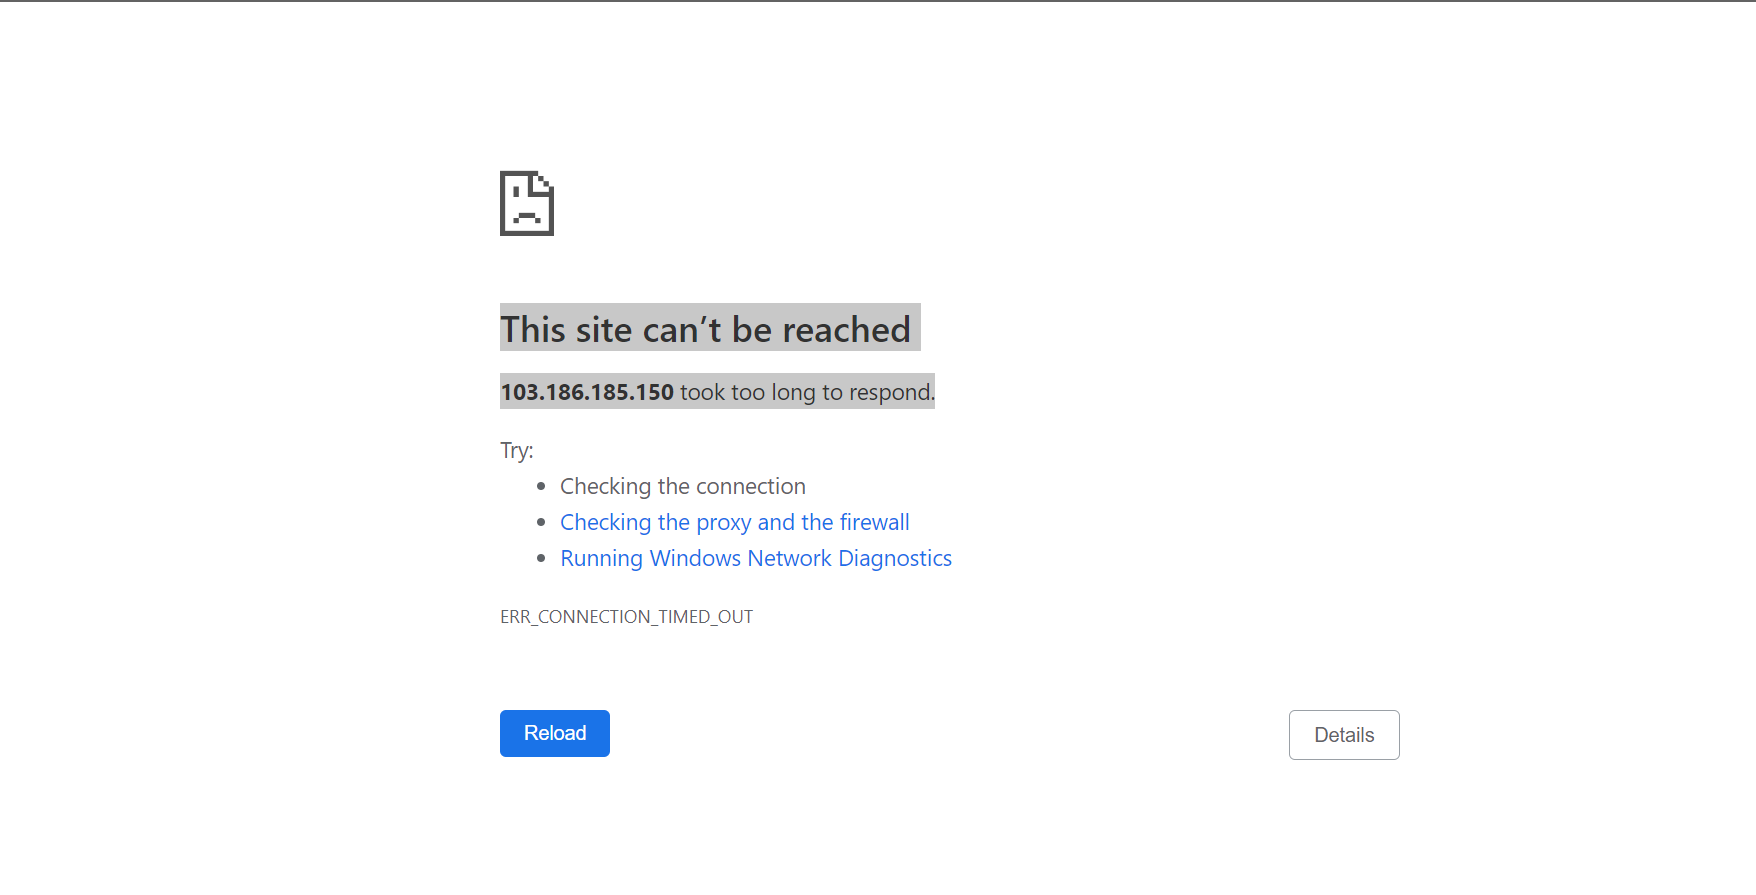 This site can’t be reached
103.186.185.150 took too long to respond.
Try:
Checking the connection
Checking the proxy and the firewall
Running Windows Network Diagnostics
ERR_CONNECTION_TIMED_OUT
Reload
Details